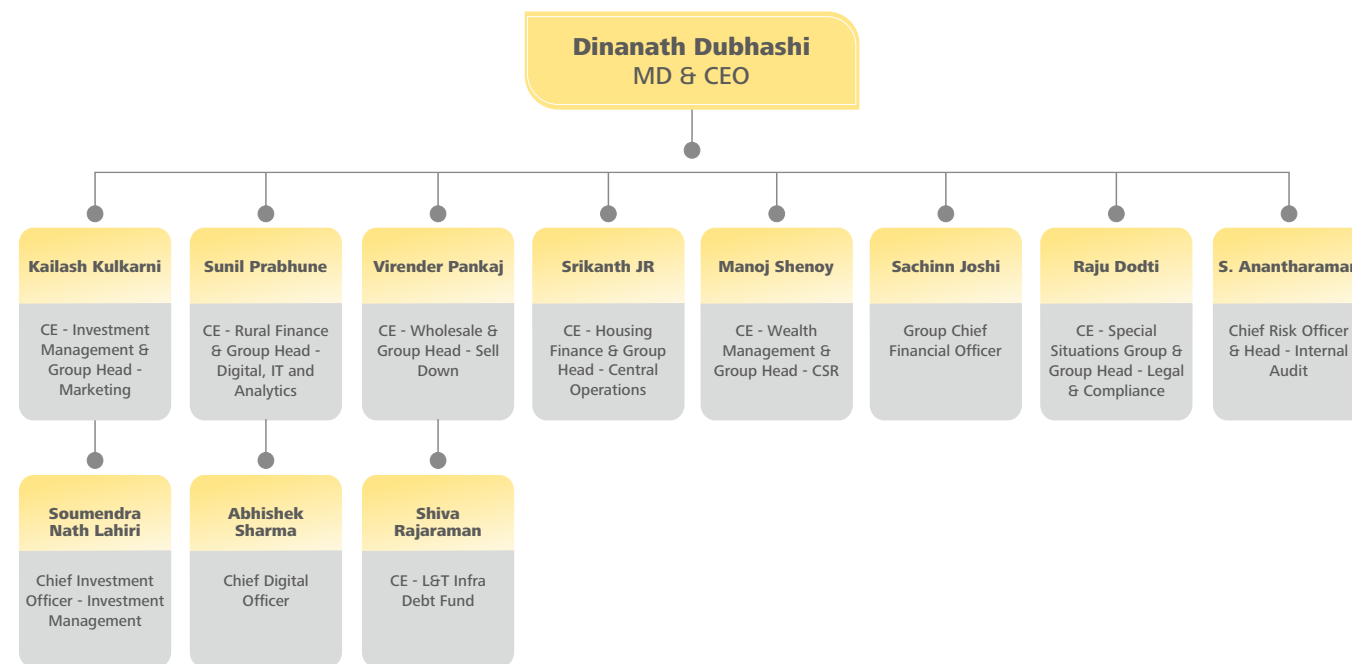 Dinanath Dubhashi
MD & CEO
Kailash Kulkarni
CE - Investment
Management &
Group Head -
Marketing
Sunil Prabhune
CE - Rural Finance
& Group Head -
Digital, IT and
Analytics
Virender Pankaj
CE - Wholesale &
Group Head - Sell
Down
Srikanth JR
CE - Housing
Finance & Group
Head - Central
Operations
Manoj Shenoy
CE - Wealth
Management &
Group Head - CSR
Sachinn Joshi
Group Chief
Financial Officer
Raju Dodti
CE - Special
Situations Group &
Group Head - Legal
& Compliance
S. Anantharaman
Chief Risk Officer
& Head - Internal
Audit
Soumendra
Nath Lahiri
Chief Investment
Officer - Investment
Management
Abhishek
Sharma
Chief Digital
Officer
Shiva
Rajaraman
CE - L&T Infra
Debt Fund